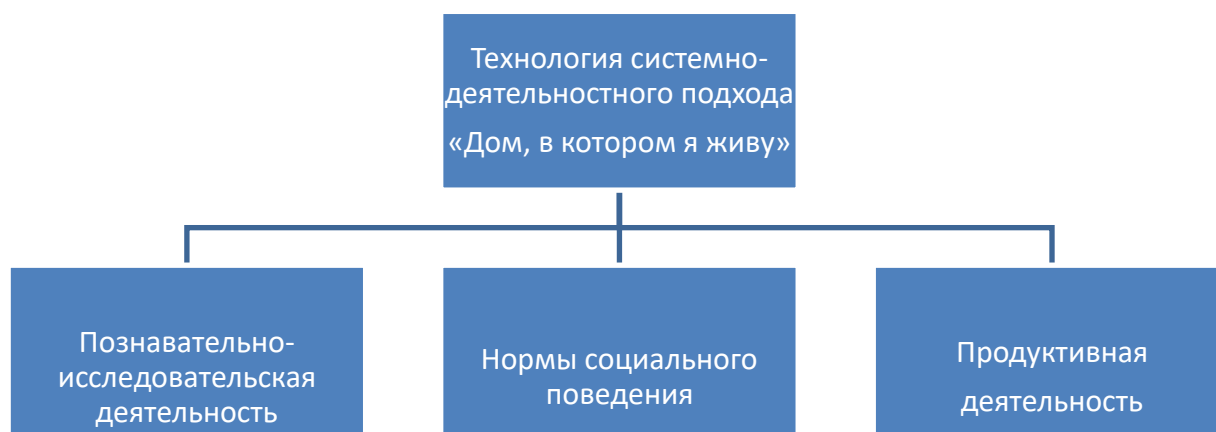 Технология системно-
деятельностного подхода
«Дом, в котором я живу»
Познавательно-
исследовательская
деятельность
Нормы социального
поведения
Продуктивная
деятельность